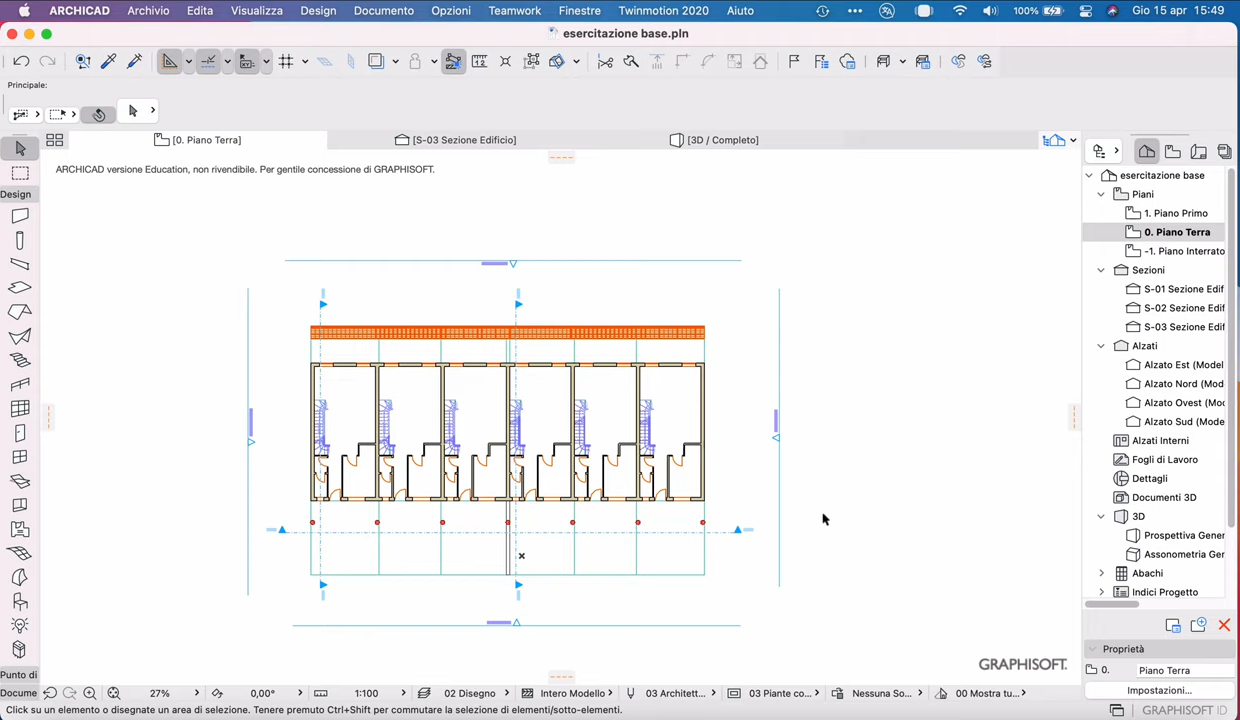 ARCHICAD Archivio Edita Visualizza Design Documento Opzioni Teamwork Finestre Twinmotion 2020 Aiuto 100% Gio 15 apr 15:49
esercitazione base.pln
Principale:
[0. Piano Terra] [S-03 Sezione Edificio] [3D / Completo]
ARCHICAD versione Education, non rivendibile. Per gentile concessione di GRAPHISOFT.
Design
esercitazione base
Piani
1. Piano Primo
0. Piano Terra
-1. Piano Interrato
Sezioni
S-01 Sezione Edif
S-02 Sezione Edif
S-03 Sezione Edif
Alzati
Alzato Est (Model
Alzato Nord (Mod
Alzato Ovest (Mo
Alzato Sud (Mode
Alzati Interni
Fogli di Lavoro
Dettagli
Documenti 3D
3D
Prospettiva Gener
Assonometria Ger
Abachi
Indici Progetto
Proprietà
0. Piano Terra
Impostazioni...
GRAPHISOFT.
Punto di
Docume 27% 0,00° 1:100 02 Disegno Intero Modello 03 Architett... 03 Piante co... Nessuna So... 00 Mostra tu...
Click su un elemento o disegnate un area di selezione. Tenere premuto Ctrl+Shift per commutare la selezione di elementi/sotto-elementi.
GRAPHISOFT ID